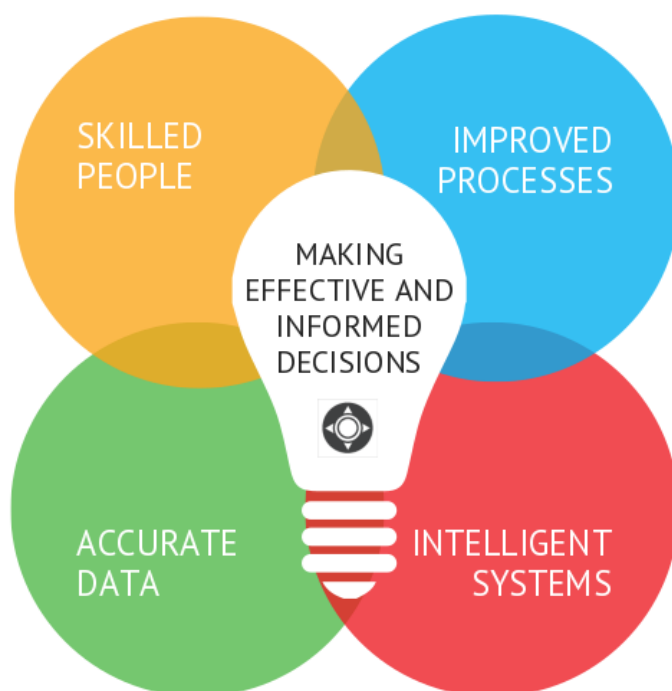 SKILLED
PEOPLE
IMPROVED
PROCESSES
MAKING
EFFECTIVE AND
INFORMED
DECISIONS
ACCURATE
DATA
INTELLIGENT
SYSTEMS